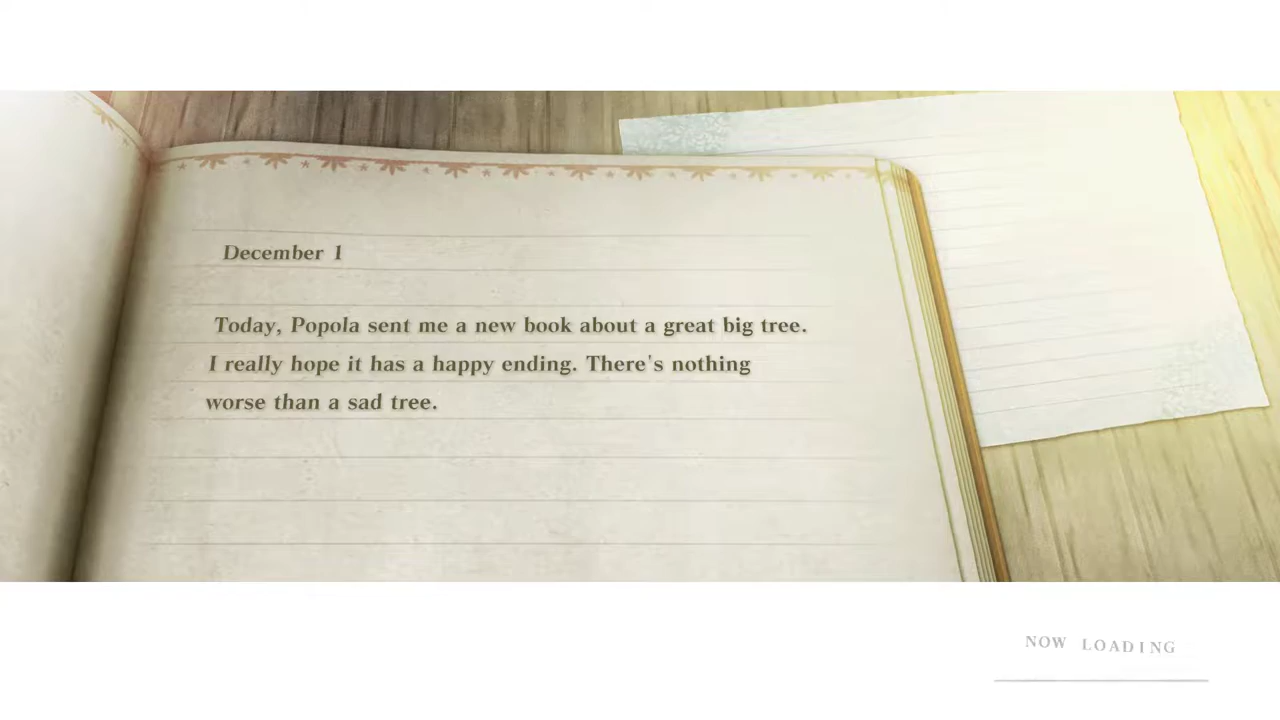 December 1
Today, Popola sent me a new book about a great big tree.
I really hope it has a happy ending. There's nothing
worse than a sad tree.
NOW LOADING